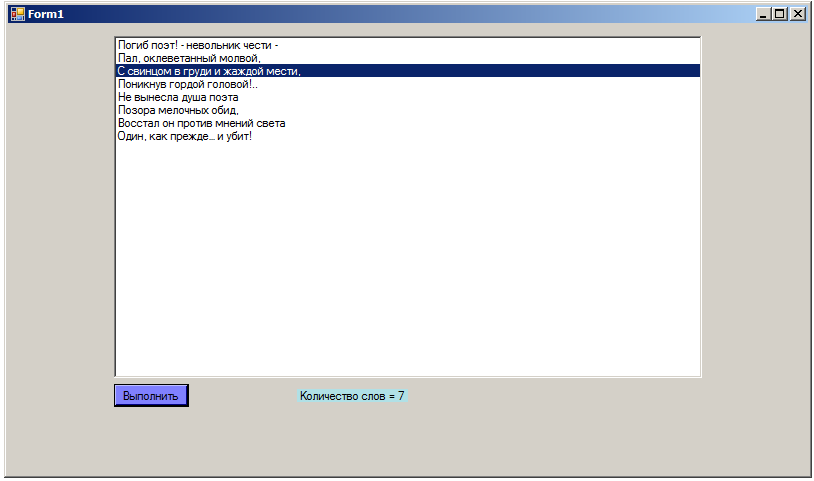 Form1
Погиб поэт! - невольник чести -
Пал, оклеветанный молвой,
С свинцом в груди и жаждой мести,
Поникнув гордой головой!..
Не вынесла душа поэта
Позора мелочных обид,
Восстал он против мнений света
Один, как прежде... и убит!
Выполнить
Количество слов = 7